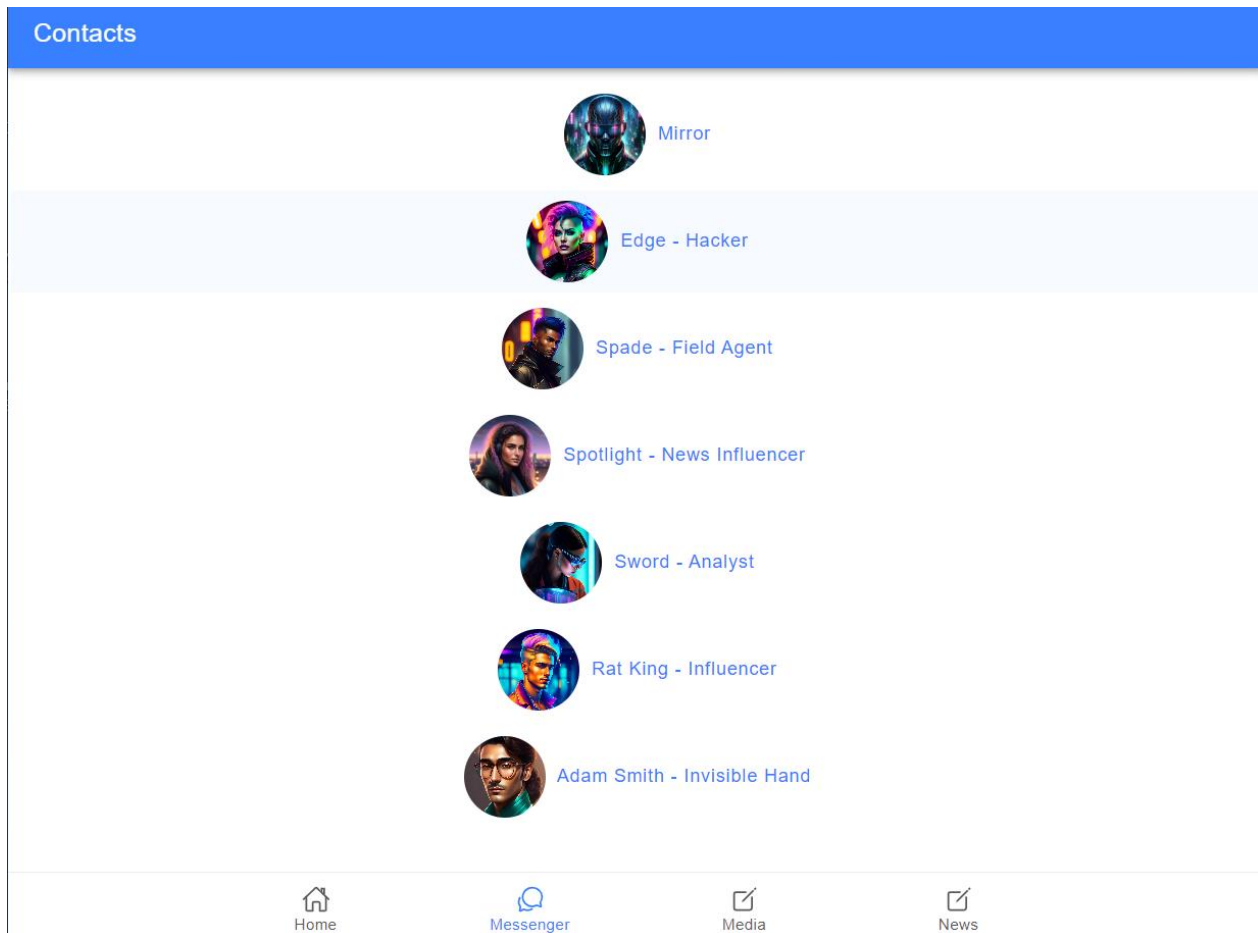 Contacts
Mirror
Edge - Hacker
Spade - Field Agent
Spotlight - News Influencer
Sword - Analyst
Rat King - Influencer
Adam Smith - Invisible Hand
Home
Messenger
Media
News